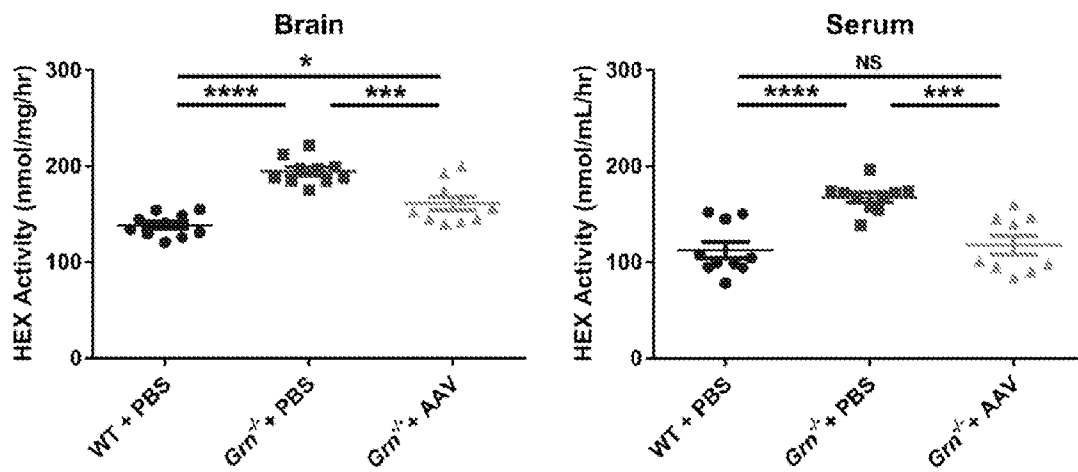 Brain
*
****
***
HEX Activity (nmol/mg/hr)
300
200
100
0
WT + PBS
Grn-/- + PBS
Grn-/- + AAV
Serum
NS
****
***
HEX Activity (nmol/mL/hr)
300
200
100
0
WT + PBS
Grn-/- + PBS
Grn-/- + AAV